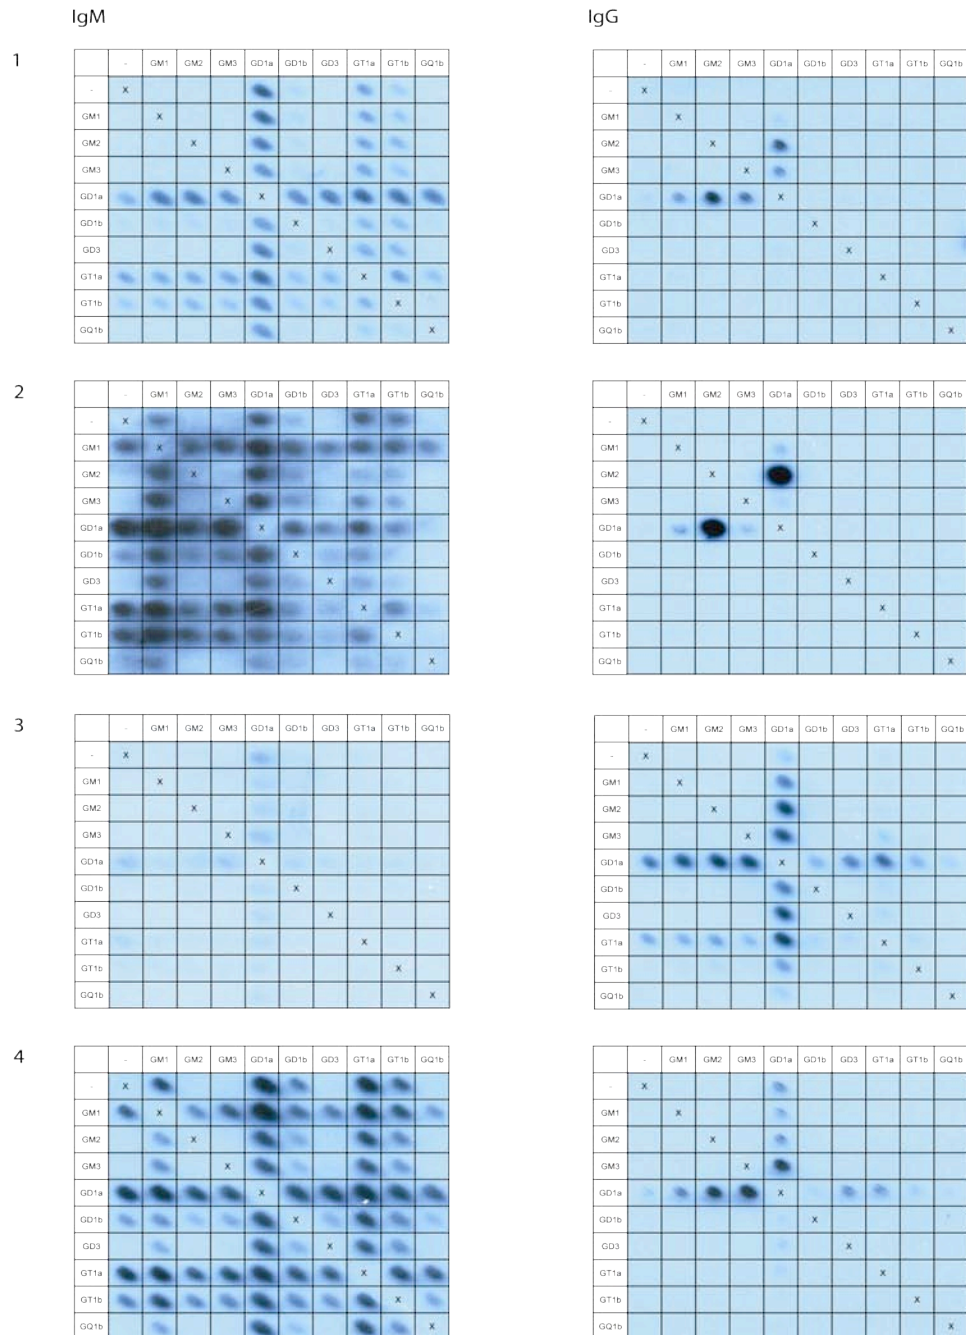 IgM IgG
1
- GM1 GM2 GM3 GD1a GD1b GD3 GT1a GT1b GQ1b
- X
GM1 X
GM2 X
GM3 X
GD1a X
GD1b X
GD3 X
GT1a X
GT1b X
GQ1b X
- GM1 GM2 GM3 GD1a GD1b GD3 GT1a GT1b GQ1b
- X
GM1 X
GM2 X
GM3 X
GD1a X
GD1b X
GD3 X
GT1a X
GT1b X
GQ1b X
2
- GM1 GM2 GM3 GD1a GD1b GD3 GT1a GT1b GQ1b
- X
GM1 X
GM2 X
GM3 X
GD1a X
GD1b X
GD3 X
GT1a X
GT1b X
GQ1b X
- GM1 GM2 GM3 GD1a GD1b GD3 GT1a GT1b GQ1b
- X
GM1 X
GM2 X
GM3 X
GD1a X
GD1b X
GD3 X
GT1a X
GT1b X
GQ1b X
3
- GM1 GM2 GM3 GD1a GD1b GD3 GT1a GT1b GQ1b
- X
GM1 X
GM2 X
GM3 X
GD1a X
GD1b X
GD3 X
GT1a X
GT1b X
GQ1b X
- GM1 GM2 GM3 GD1a GD1b GD3 GT1a GT1b GQ1b
- X
GM1 X
GM2 X
GM3 X
GD1a X
GD1b X
GD3 X
GT1a X
GT1b X
GQ1b X
4
- GM1 GM2 GM3 GD1a GD1b GD3 GT1a GT1b GQ1b
- X
GM1 X
GM2 X
GM3 X
GD1a X
GD1b X
GD3 X
GT1a X
GT1b X
GQ1b X
- GM1 GM2 GM3 GD1a GD1b GD3 GT1a GT1b GQ1b
- X
GM1 X
GM2 X
GM3 X
GD1a X
GD1b X
GD3 X
GT1a X
GT1b X
GQ1b X